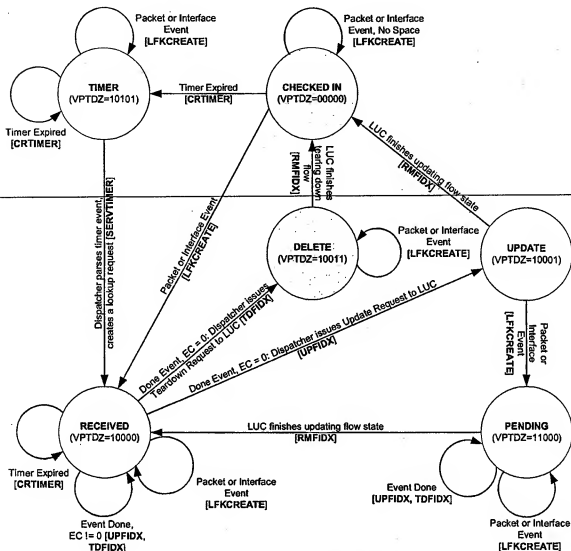 Packet or Interface
Event
[LFKCREATE]
Packet or Interface
Event, No Space
[LFKCREATE]
TIMER
(VPTDZ=10101)
Timer Expired
[CRTIMER]
CHECKED IN
(VPTDZ=00000)
Timer Expired
[CRTIMER]
LUC finishes
tearing down
flow
[RMFIDX]
LUC finishes updating flow state
[RMFIDX]
Dispatcher parses timer event,
creates a lookup request [SERVTIMER]
Packet or Interface Event
[LFKCREATE]
DELETE
(VPTDZ=10011)
Packet or Interface
Event
[LFKCREATE]
UPDATE
(VPTDZ=10001)
Done Event, EC = 0: Dispatcher issues
Teardown Request to LUC [TDFIDX]
Done Event, EC = 0: Dispatcher issues Update Request to LUC
[UPFIDX]
Packet or
Interface
Event
[LFKCREATE]
RECEIVED
(VPTDZ=10000)
LUC finishes updating flow state
[RMFIDX]
PENDING
(VPTDZ=11000)
Timer Expired
[CRTIMER]
Packet or Interface
Event
[LFKCREATE]
Event Done,
EC != 0 [UPFIDX,
TDFIDX]
Event Done
[UPFIDX, TDFIDX]
Packet or Interface
Event
[LFKCREATE]